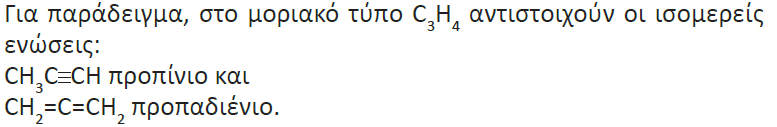 Για παράδειγμα, στο μοριακό τύπο C₃H₄ αντιστοιχούν οι ισομερείς
ενώσεις:
CH₃C≡CH προπίνιο και
CH₂=C=CH₂ προπαδιένιο.